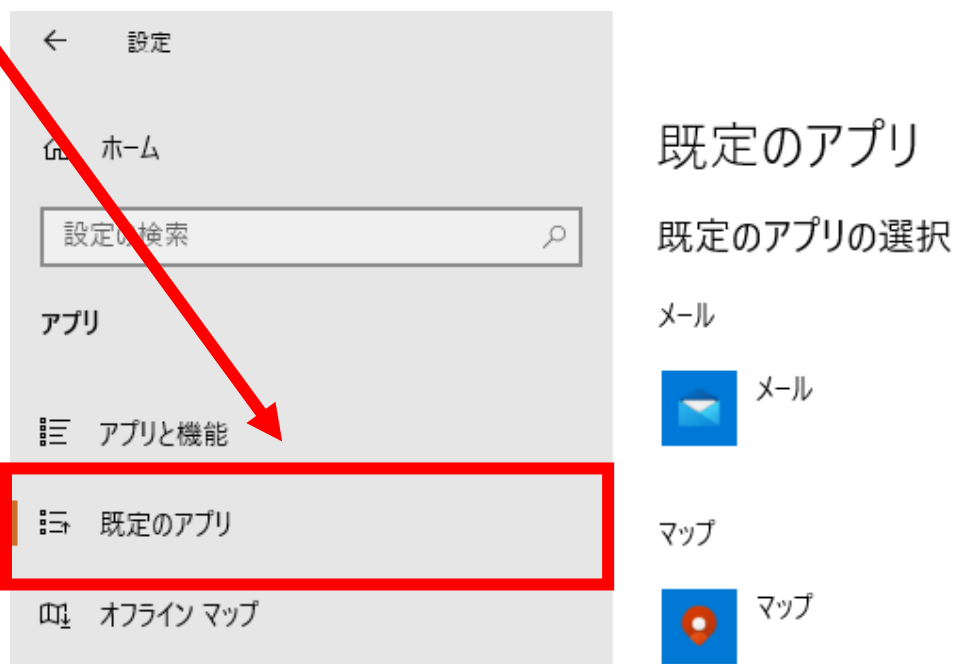 設定
ホーム
設定の検索
アプリ
アプリと機能
既定のアプリ
オフライン マップ
既定のアプリ
既定のアプリの選択
メール
メール
マップ
マップ